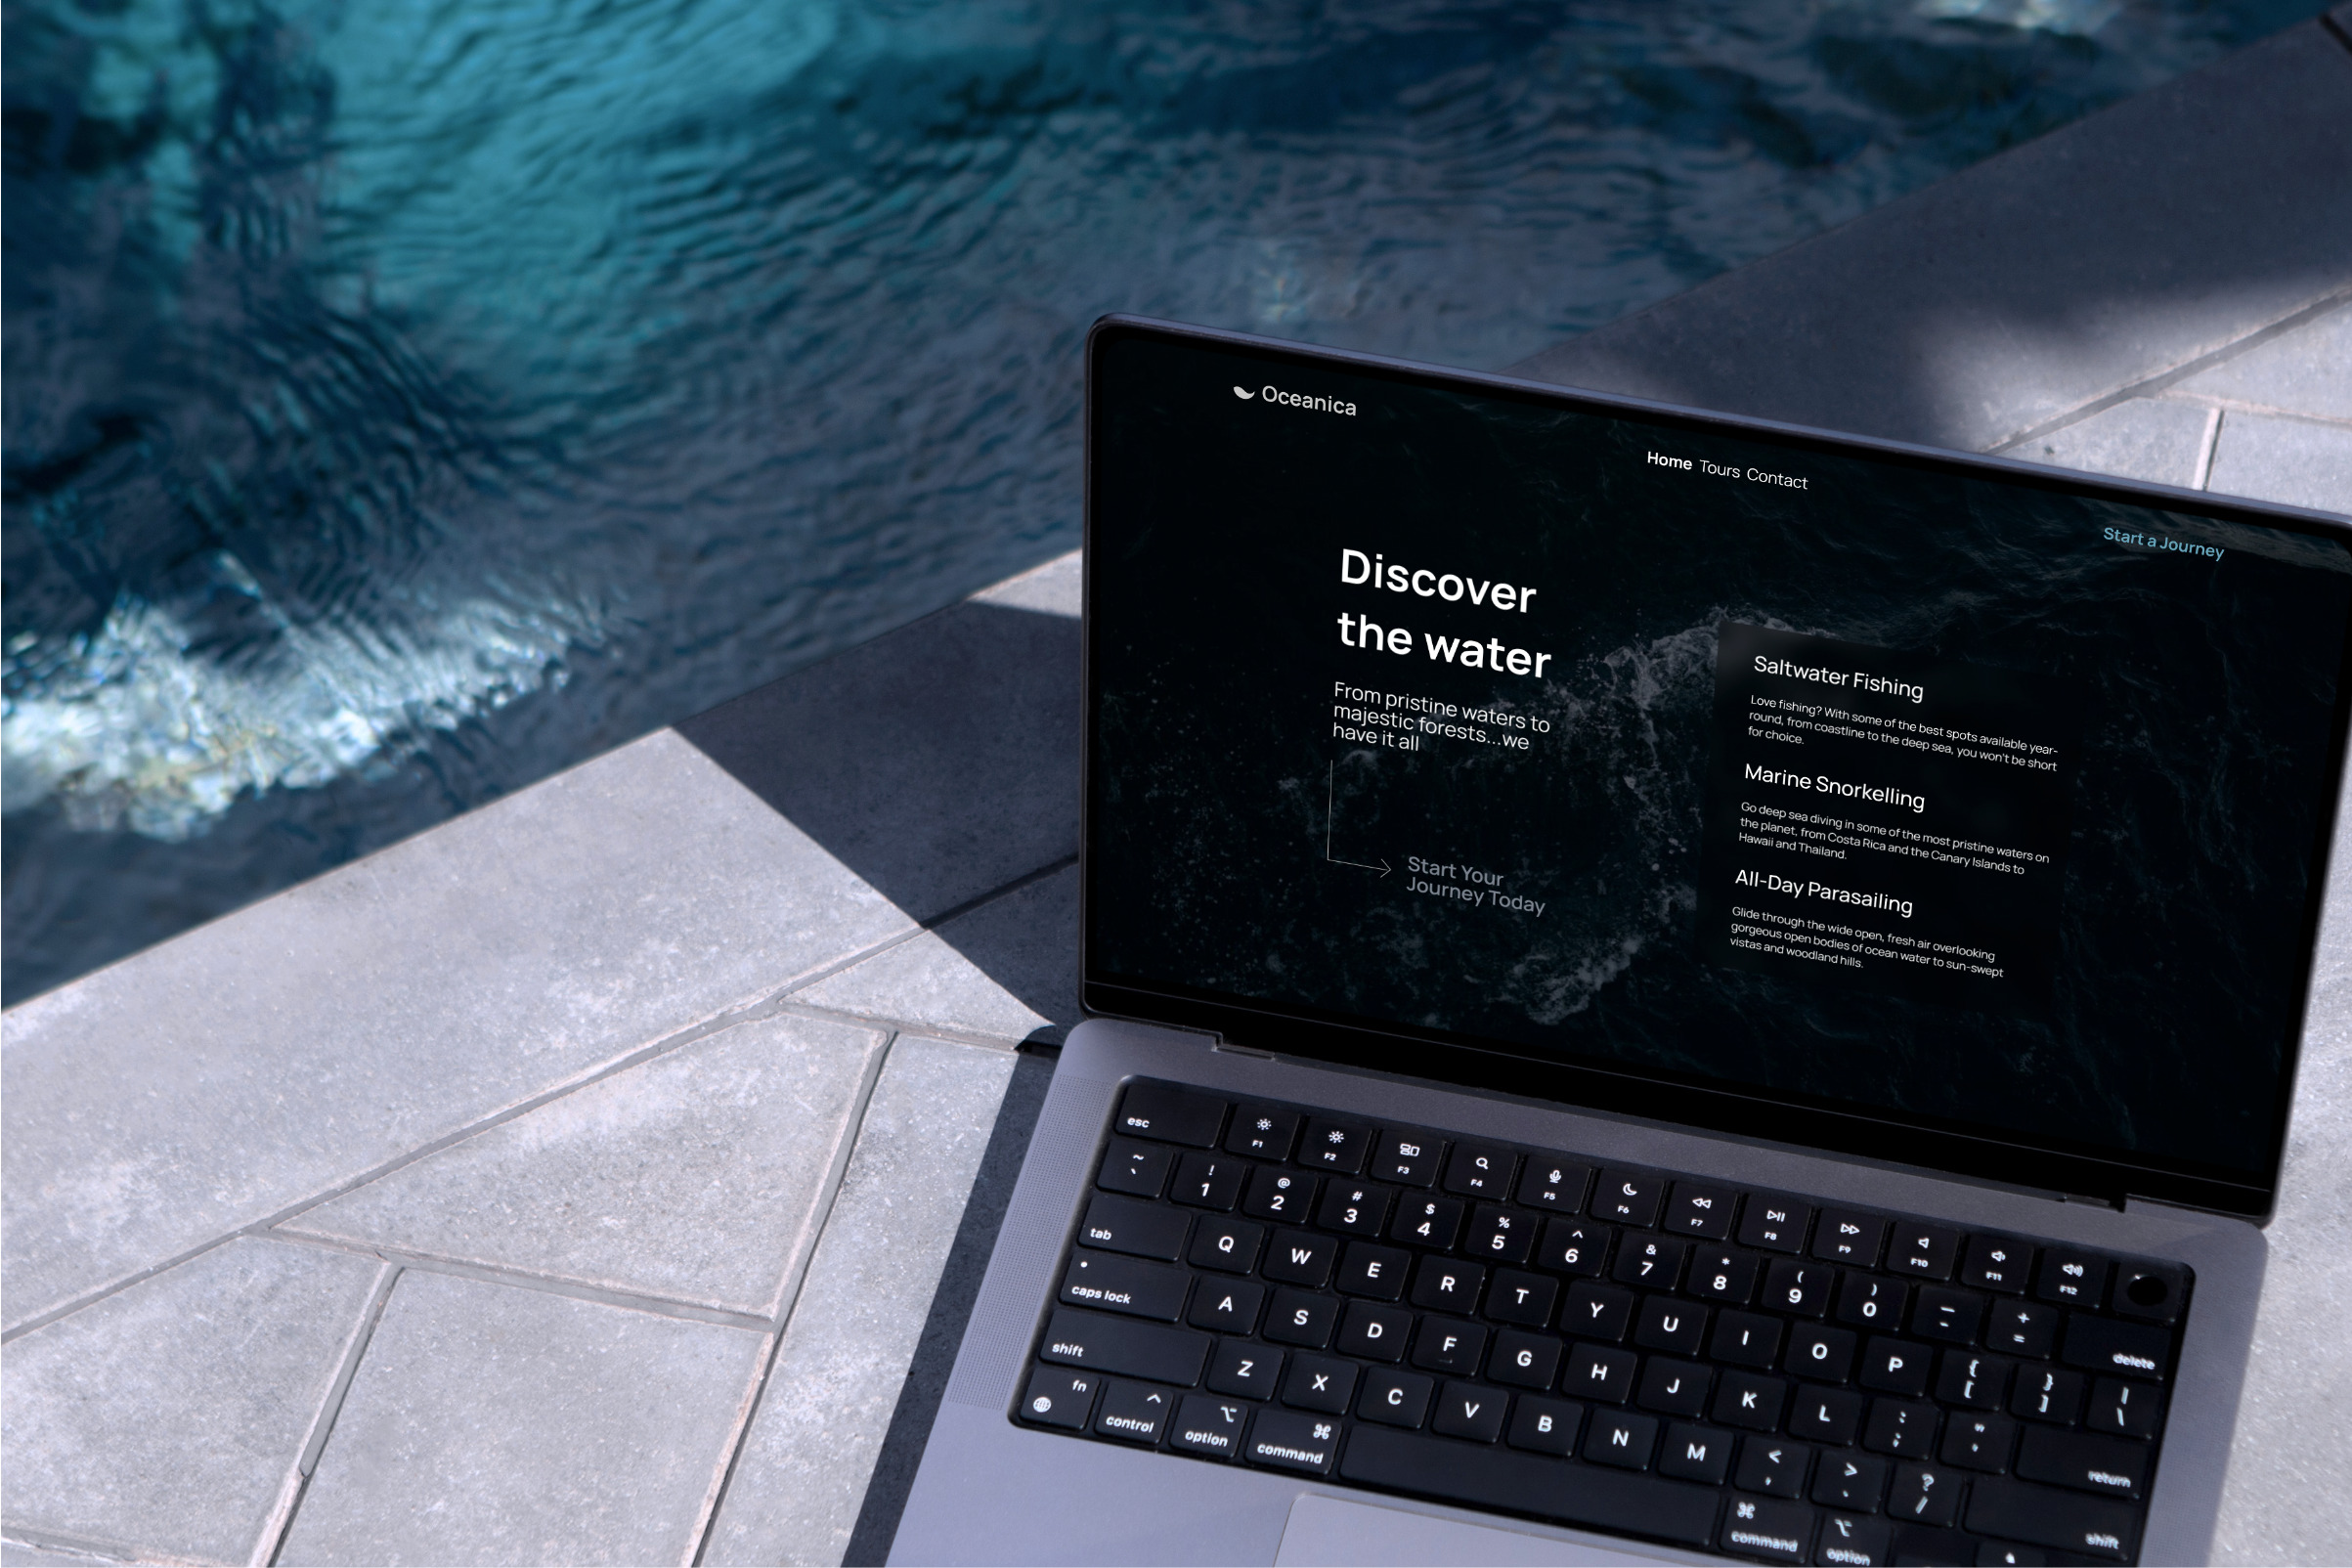 Oceanica
Home Tours Contact
Start a Journey
Discover
the water
From pristine waters to
majestic forests...we
have it all
Start Your
Journey Today
Saltwater Fishing
Love fishing? With some of the best spots available year-
round, from coastline to the deep sea, you won't be short
for choice.
Marine Snorkelling
Go deep sea diving in some of the most pristine waters on
the planet, from Costa Rica and the Canary Islands to
Hawaii and Thailand.
All-Day Parasailing
Glide through the wide open, fresh air overlooking
gorgeous open bodies of ocean water to sun-swept
vistas and woodland hills.
esc F1 F2 F3 F4 F5 F6 F7 F8 F9 F10 F11 F12
~ ! @ # $ % ^ & * ( ) — +
` 1 2 3 4 5 6 7 8 9 0 - = delete
tab Q W E R T Y U I O P { [ } ] | \
caps lock A S D F G H J K L : ; " ' return
shift Z X C V B N M < , > . ? / shift
fn control option command command option